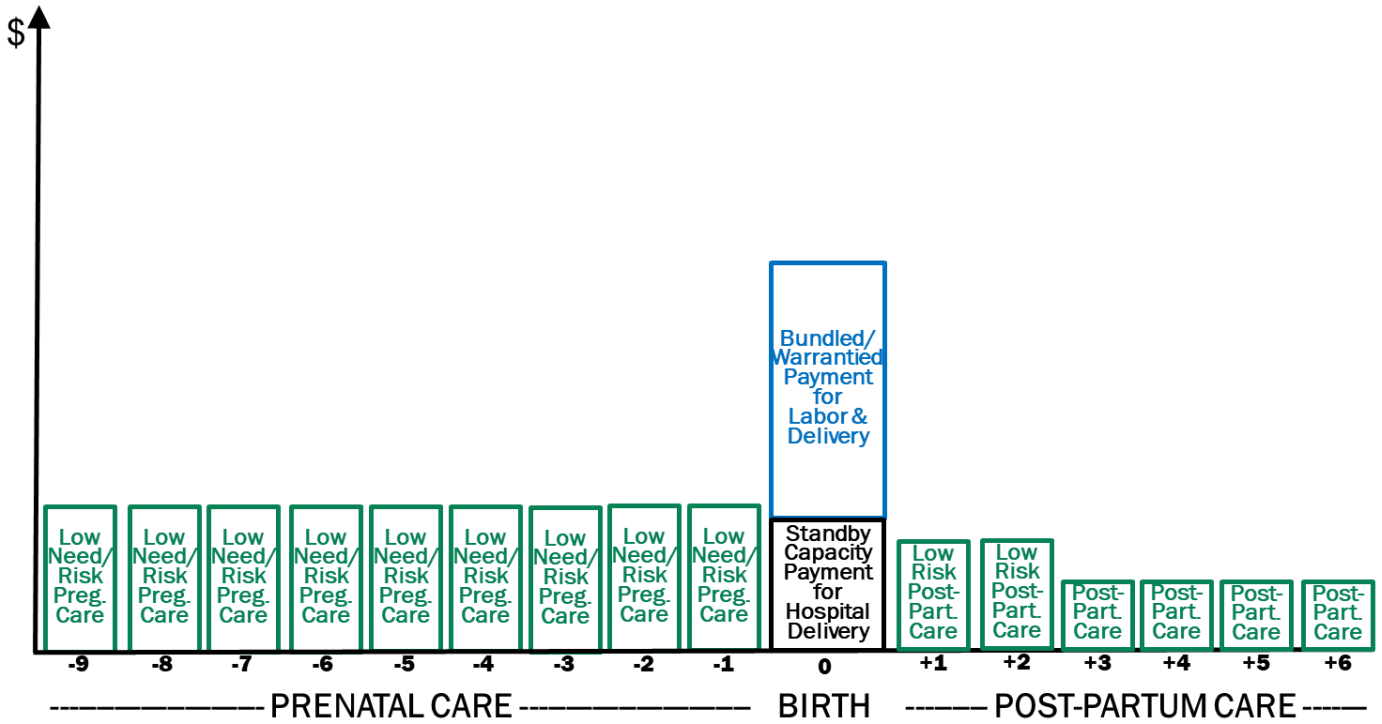 $
Low
Need/
Risk
Preg.
Care
Low
Need/
Risk
Preg.
Care
Low
Need/
Risk
Preg.
Care
Low
Need/
Risk
Preg.
Care
Low
Need/
Risk
Preg.
Care
Low
Need/
Risk
Preg.
Care
Low
Need/
Risk
Preg.
Care
Low
Need/
Risk
Preg.
Care
Low
Need/
Risk
Preg.
Care
Bundled/
Warrantied
Payment
for
Labor &
Delivery
Standby
Capacity
Payment
for
Hospital
Delivery
Low
Risk
Post-
Part.
Care
Low
Risk
Post-
Part.
Care
Post-
Part.
Care
Post-
Part.
Care
Post-
Part.
Care
Post-
Part.
Care
-9 -8 -7 -6 -5 -4 -3 -2 -1 0 +1 +2 +3 +4 +5 +6
PRENATAL CARE BIRTH POST-PARTUM CARE